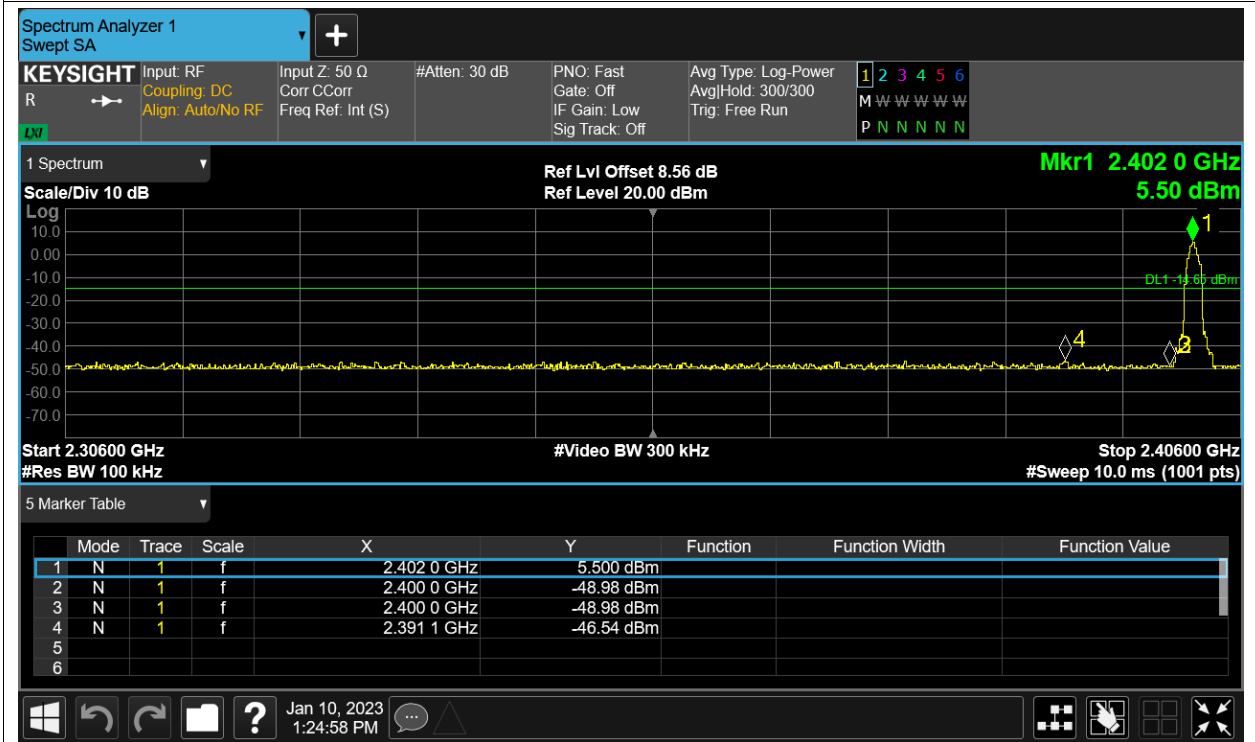 Spectrum Analyzer 1
Swept SA
+
KEYSIGHT
R
LXI
Input: RF
Coupling: DC
Align: Auto/No RF
Input Z: 50 Ω
Corr CCorr
Freq Ref: Int (S)
#Atten: 30 dB
PNO: Fast
Gate: Off
IF Gain: Low
Sig Track: Off
Avg Type: Log-Power
Avg|Hold: 300/300
Trig: Free Run
1 2 3 4 5 6
M W W W W W
P N N N N N
1 Spectrum
Scale/Div 10 dB
Ref Lvl Offset 8.56 dB
Ref Level 20.00 dBm
Mkr1 2.402 0 GHz
5.50 dBm
Log
10.0
0.00
-10.0
-20.0
-30.0
-40.0
-50.0
-60.0
-70.0
1
DL1 -14.65 dBm
4
Start 2.30600 GHz
#Video BW 300 kHz
Stop 2.40600 GHz
#Res BW 100 kHz
#Sweep 10.0 ms (1001 pts)
5 Marker Table
Mode Trace Scale X Y Function Function Width Function Value
1 N 1 f 2.402 0 GHz 5.500 dBm
2 N 1 f 2.400 0 GHz -48.98 dBm
3 N 1 f 2.400 0 GHz -48.98 dBm
4 N 1 f 2.391 1 GHz -46.54 dBm
5
6
?
Jan 10, 2023
1:24:58 PM